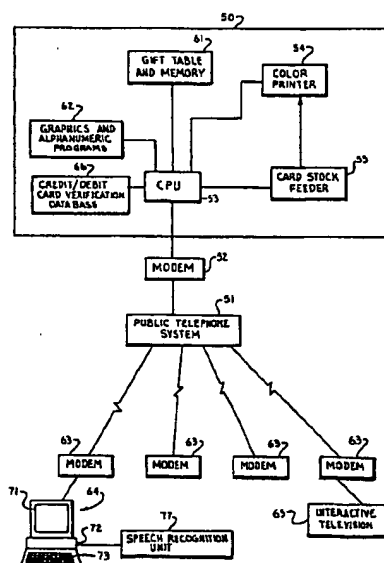 50
61
GIFT TABLE
AND MEMORY
54
COLOR
PRINTER
62
GRAPHICS AND
ALPHANUMERIC
PROGRAMS
66
CREDIT/DEBIT
CARD VERIFICATION
DATABASE
CPU
53
CARD STOCK
FEEDER
55
MODEM
52
51
PUBLIC TELEPHONE
SYSTEM
63
MODEM
63
MODEM
63
MODEM
63
MODEM
71
64
72
73
77
SPEECH RECOGNITION
UNIT
65
INTERACTIVE
TELEVISION